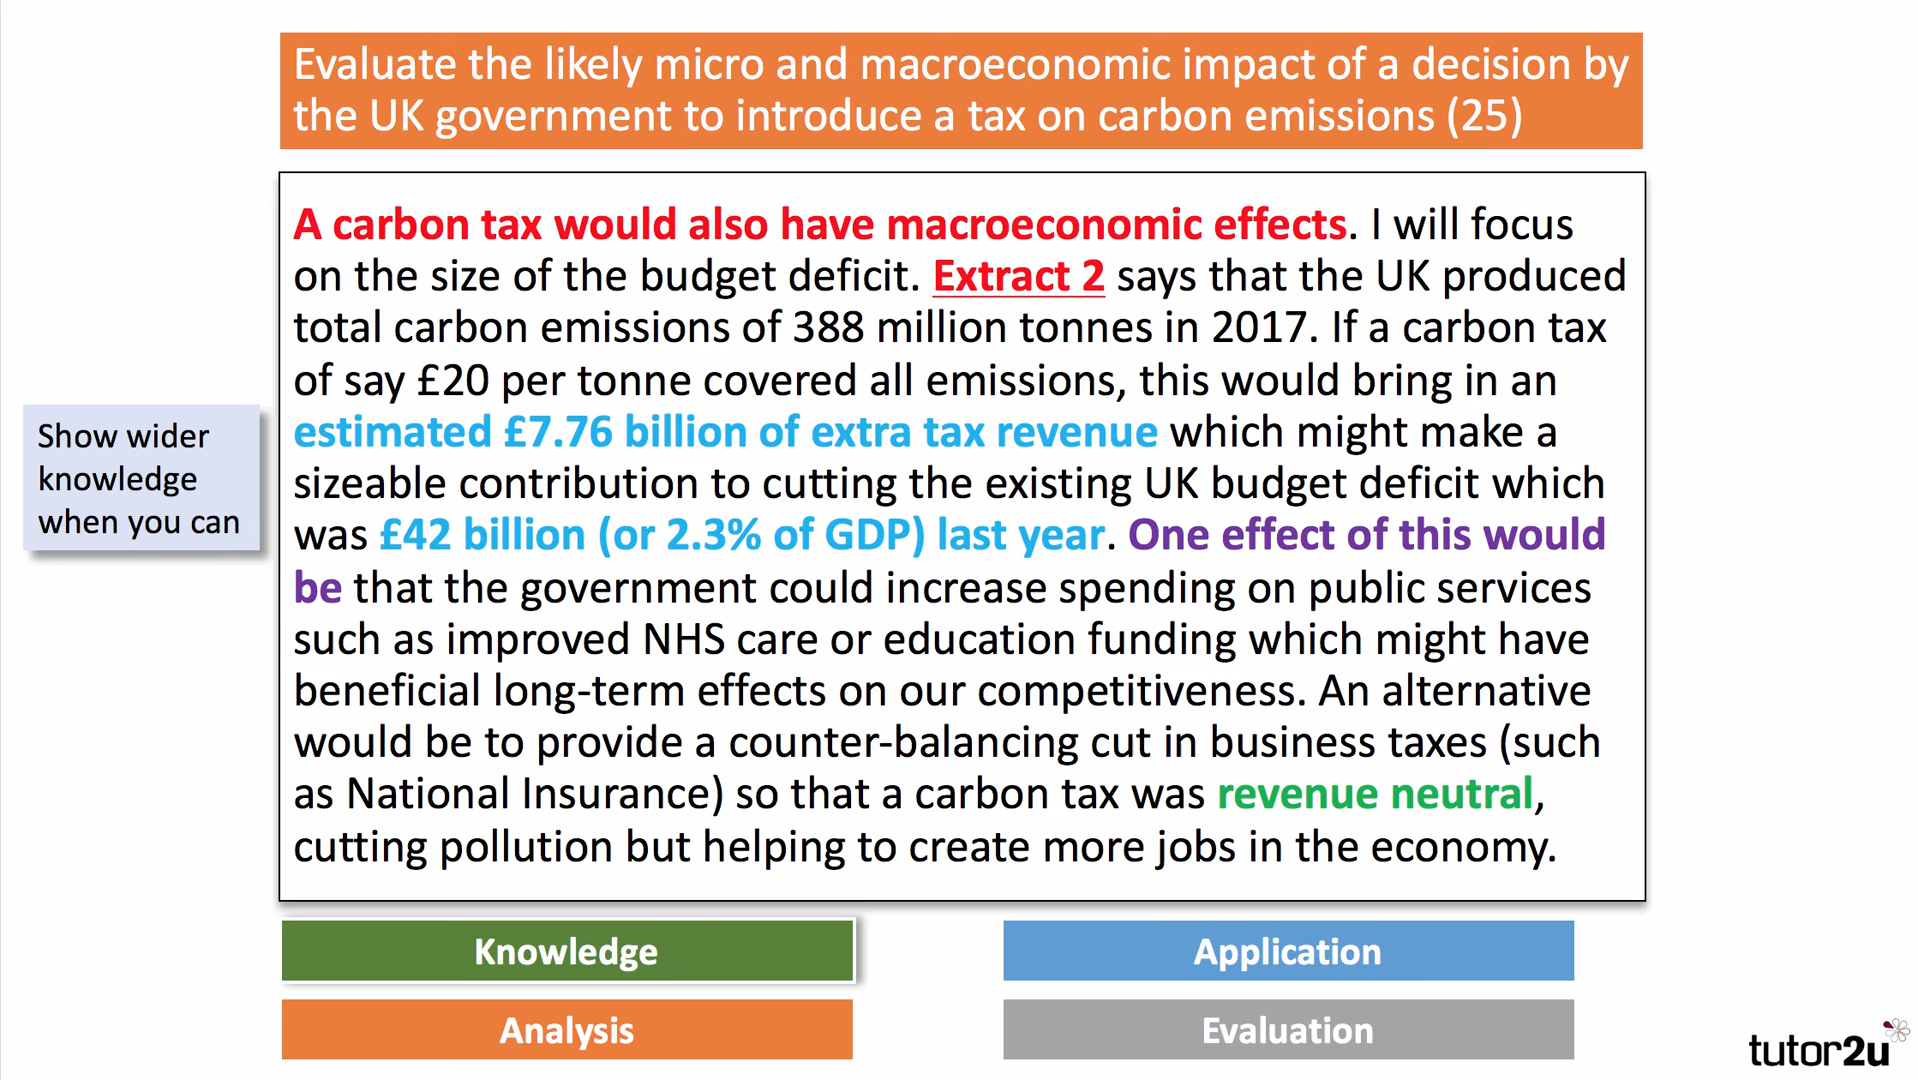 Evaluate the likely micro and macroeconomic impact of a decision by
the UK government to introduce a tax on carbon emissions (25)
A carbon tax would also have macroeconomic effects. I will focus
on the size of the budget deficit. Extract 2 says that the UK produced
total carbon emissions of 388 million tonnes in 2017. If a carbon tax
of say £20 per tonne covered all emissions, this would bring in an
estimated £7.76 billion of extra tax revenue which might make a
sizeable contribution to cutting the existing UK budget deficit which
was £42 billion (or 2.3% of GDP) last year. One effect of this would
be that the government could increase spending on public services
such as improved NHS care or education funding which might have
beneficial long-term effects on our competitiveness. An alternative
would be to provide a counter-balancing cut in business taxes (such
as National Insurance) so that a carbon tax was revenue neutral,
cutting pollution but helping to create more jobs in the economy.
Show wider
knowledge
when you can
Knowledge
Application
Analysis
Evaluation
tutor2u